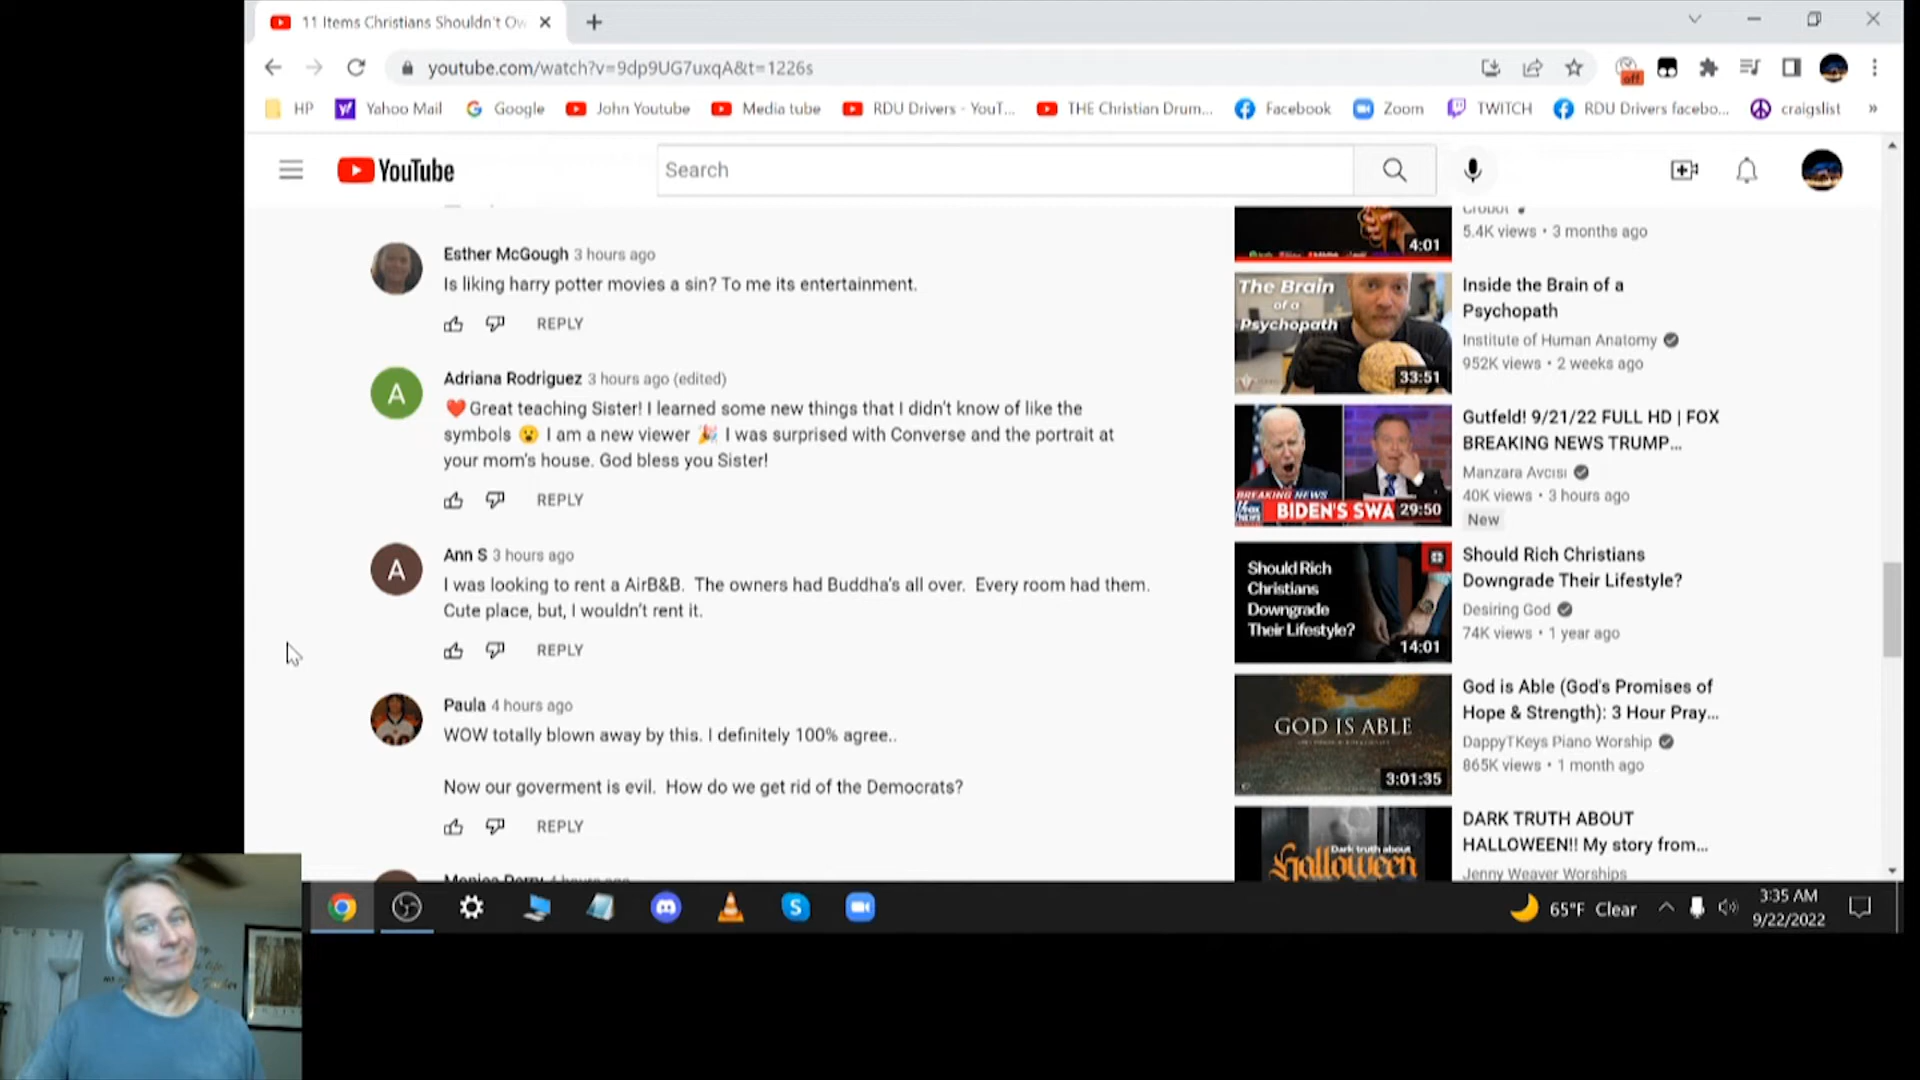 11 Items Christians Shouldn't Ow
youtube.com/watch?v=9dp9UG7uxqA&t=1226s
off
HP
Yahoo Mail
Google
John Youtube
Media tube
RDU Drivers - YouT...
THE Christian Drum...
Facebook
Zoom
TWITCH
RDU Drivers facebo...
craigslist
»
YouTube
Search
Esther McGough 3 hours ago
Is liking harry potter movies a sin? To me its entertainment.
REPLY
A
Adriana Rodriguez 3 hours ago (edited)
❤️Great teaching Sister! I learned some new things that I didn't know of like the
symbols 😮 I am a new viewer 🎉 I was surprised with Converse and the portrait at
your mom's house. God bless you Sister!
REPLY
A
Ann S 3 hours ago
I was looking to rent a AirB&B.  The owners had Buddha's all over.  Every room had them.
Cute place, but, I wouldn't rent it.
REPLY
Paula 4 hours ago
WOW totally blown away by this. I definitely 100% agree..
Now our goverment is evil.  How do we get rid of the Democrats?
REPLY
4:01
Crobot
5.4K views • 3 months ago
The Brain
of a
Psychopath
33:51
Inside the Brain of a
Psychopath
Institute of Human Anatomy
952K views • 2 weeks ago
BREAKING NEWS
BIDEN'S SWA
29:50
Gutfeld! 9/21/22 FULL HD | FOX
BREAKING NEWS TRUMP...
Manzara Avcısı
40K views • 3 hours ago
New
Should Rich
Christians
Downgrade
Their Lifestyle?
14:01
Should Rich Christians
Downgrade Their Lifestyle?
Desiring God
74K views • 1 year ago
GOD IS ABLE
3:01:35
God is Able (God's Promises of
Hope & Strength): 3 Hour Pray...
DappyTKeys Piano Worship
865K views • 1 month ago
Dark truth about
Halloween
DARK TRUTH ABOUT
HALLOWEEN!! My story from...
Jenny Weaver Worships
65°F Clear
3:35 AM
9/22/2022